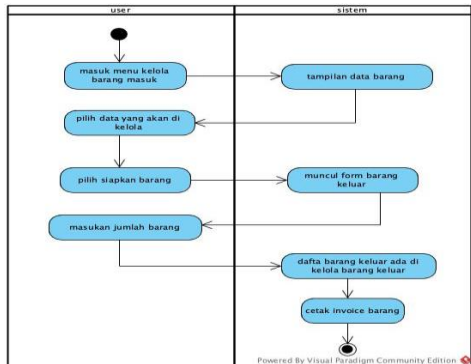 user
sistem
masuk menu kelola
barang masuk
tampilan data barang
pilih data yang akan di
kelola
pilih siapkan barang
muncul form barang
keluar
masukan jumlah barang
dafta barang keluar ada di
kelola barang keluar
cetak invoice barang
Powered By Visual Paradigm Community Edition